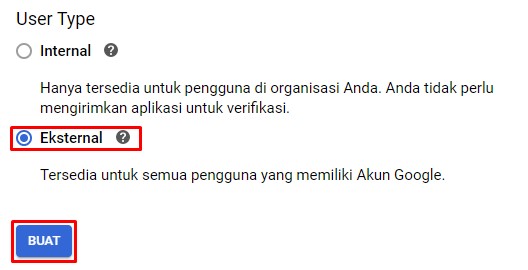 User Type
Internal ?
Hanya tersedia untuk pengguna di organisasi Anda. Anda tidak perlu
mengirimkan aplikasi untuk verifikasi.
Eksternal ?
Tersedia untuk semua pengguna yang memiliki Akun Google.
BUAT